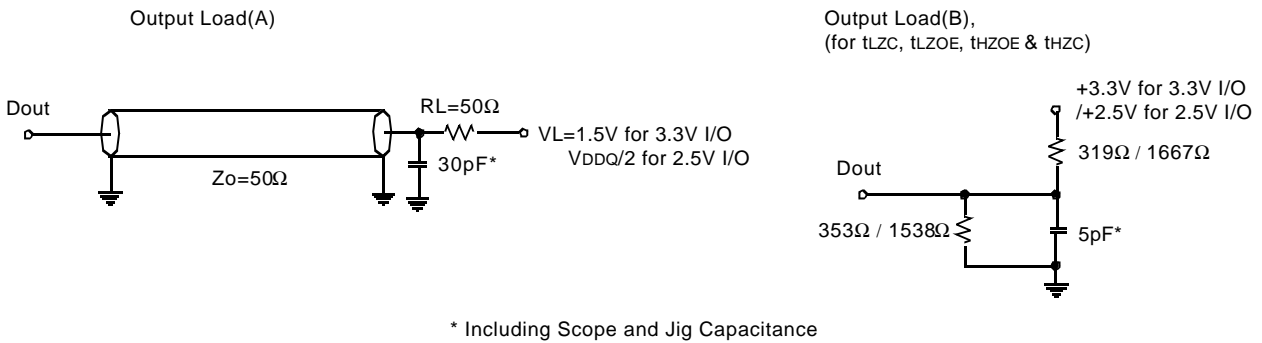 Output Load(A)
Dout
Zo=50Ω
RL=50Ω
30pF*
VL=1.5V for 3.3V I/O
VDDQ/2 for 2.5V I/O
Output Load(B),
(for tLZC, tLZOE, tHZOE & tHZC)
+3.3V for 3.3V I/O
/+2.5V for 2.5V I/O
319Ω / 1667Ω
Dout
353Ω / 1538Ω
5pF*
* Including Scope and Jig Capacitance